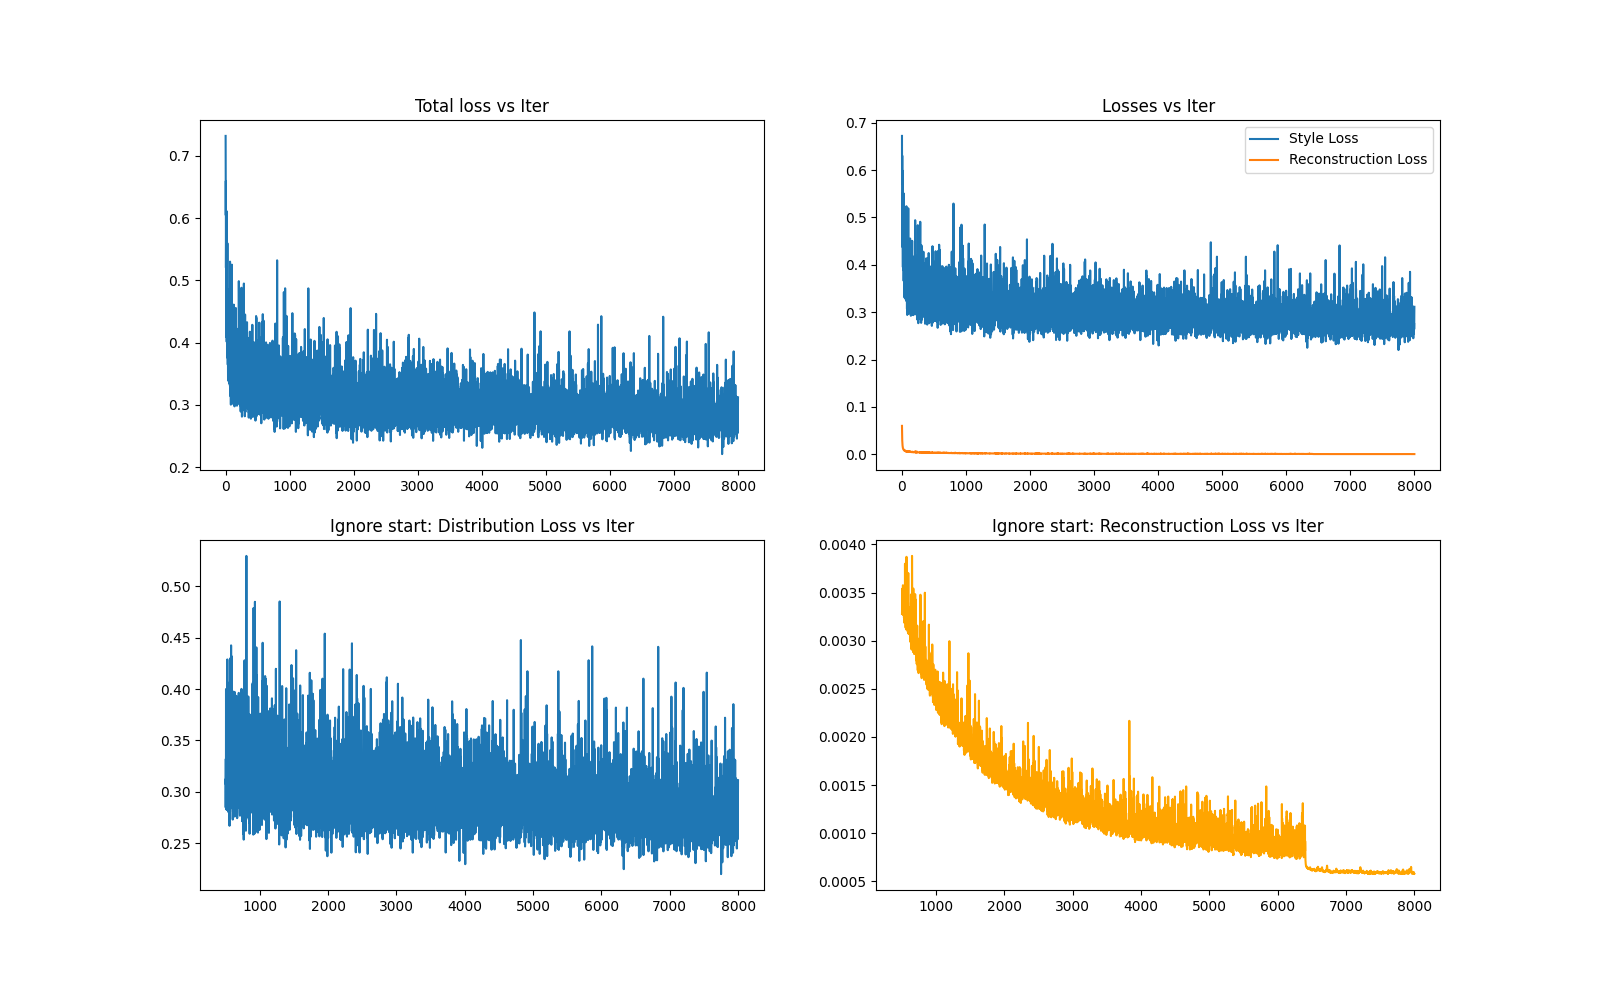 Total loss vs Iter
0.7
0.6
0.5
0.4
0.3
0.2
0 1000 2000 3000 4000 5000 6000 7000 8000
Losses vs Iter
Style Loss
Reconstruction Loss
0.7
0.6
0.5
0.4
0.3
0.2
0.1
0.0
0 1000 2000 3000 4000 5000 6000 7000 8000
Ignore start: Distribution Loss vs Iter
0.50
0.45
0.40
0.35
0.30
0.25
1000 2000 3000 4000 5000 6000 7000 8000
Ignore start: Reconstruction Loss vs Iter
0.0040
0.0035
0.0030
0.0025
0.0020
0.0015
0.0010
0.0005
1000 2000 3000 4000 5000 6000 7000 8000